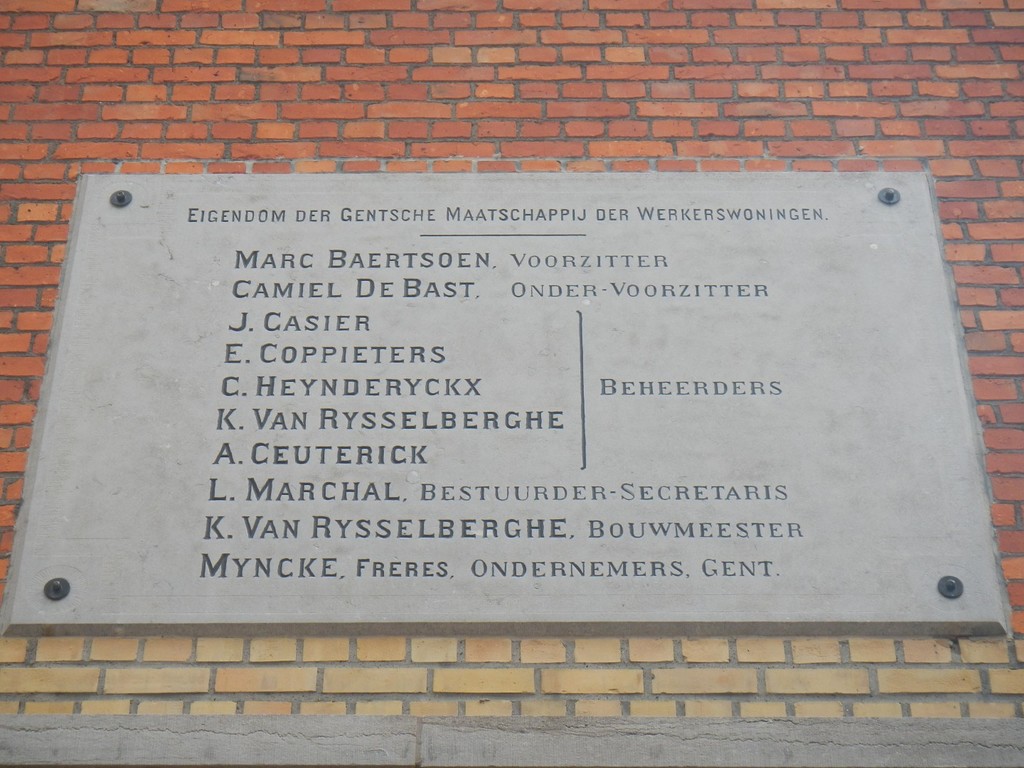 EIGENDOM DER GENTSCHE MAATSCHAPPIJ DER WERKERSWONINGEN.
MARC BAERTSOEN, VOORZITTER
CAMIEL DE BAST, ONDER-VOORZITTER
J. CASIER
E. COPPIETERS
C. HEYNDERYCKX
K. VAN RYSSELBERGHE
A. CEUTERICK
BEHEERDERS
L. MARCHAL, BESTUURDER-SECRETARIS
K. VAN RYSSELBERGHE, BOUWMEESTER
MYNCKE, FRERES, ONDERNEMERS, GENT.